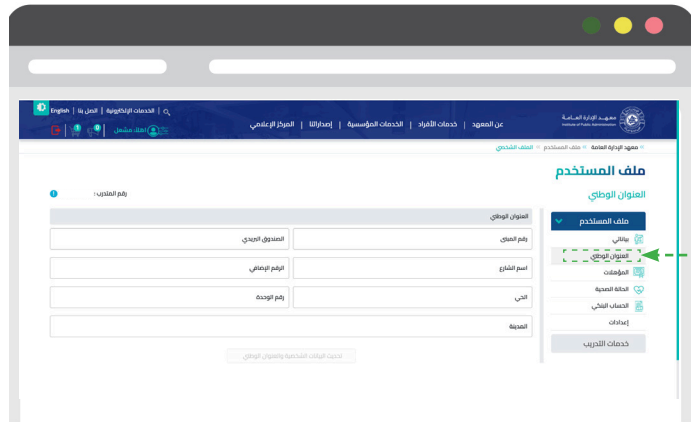 معهد الإدارة العامة
Institute of Public Administration
الخدمات الإلكترونية | اتصل بنا | English
عن المعهد | خدمات الأفراد | الخدمات المؤسسية | إصداراتنا | المركز الإعلامي
اهلا، مشعل
معهد الإدارة العامة » ملف المستخدم » الملف الشخصي
ملف المستخدم
العنوان الوطني
رقم المتدرب :
ملف المستخدم
بياناتي
العنوان الوطني
المؤهلات
الحالة الصحية
الحساب البنكي
إعدادات
خدمات التدريب
العنوان الوطني
رقم المبنى
الصندوق البريدي
اسم الشارع
الرقم الإضافي
الحي
رقم الوحدة
المدينة
تحديث البيانات الشخصية والعنوان الوطني